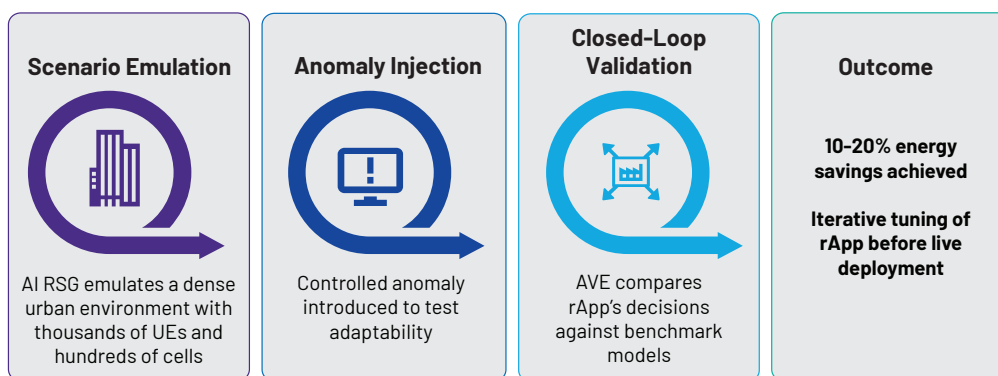 Scenario Emulation
AI RSG emulates a dense
urban environment with
thousands of UEs and
hundreds of cells
Anomaly Injection
Controlled anomaly
introduced to test
adaptability
Closed-Loop
Validation
AVE compares
rApp's decisions
against benchmark
models
Outcome
10-20% energy
savings achieved
Iterative tuning of
rApp before live
deployment